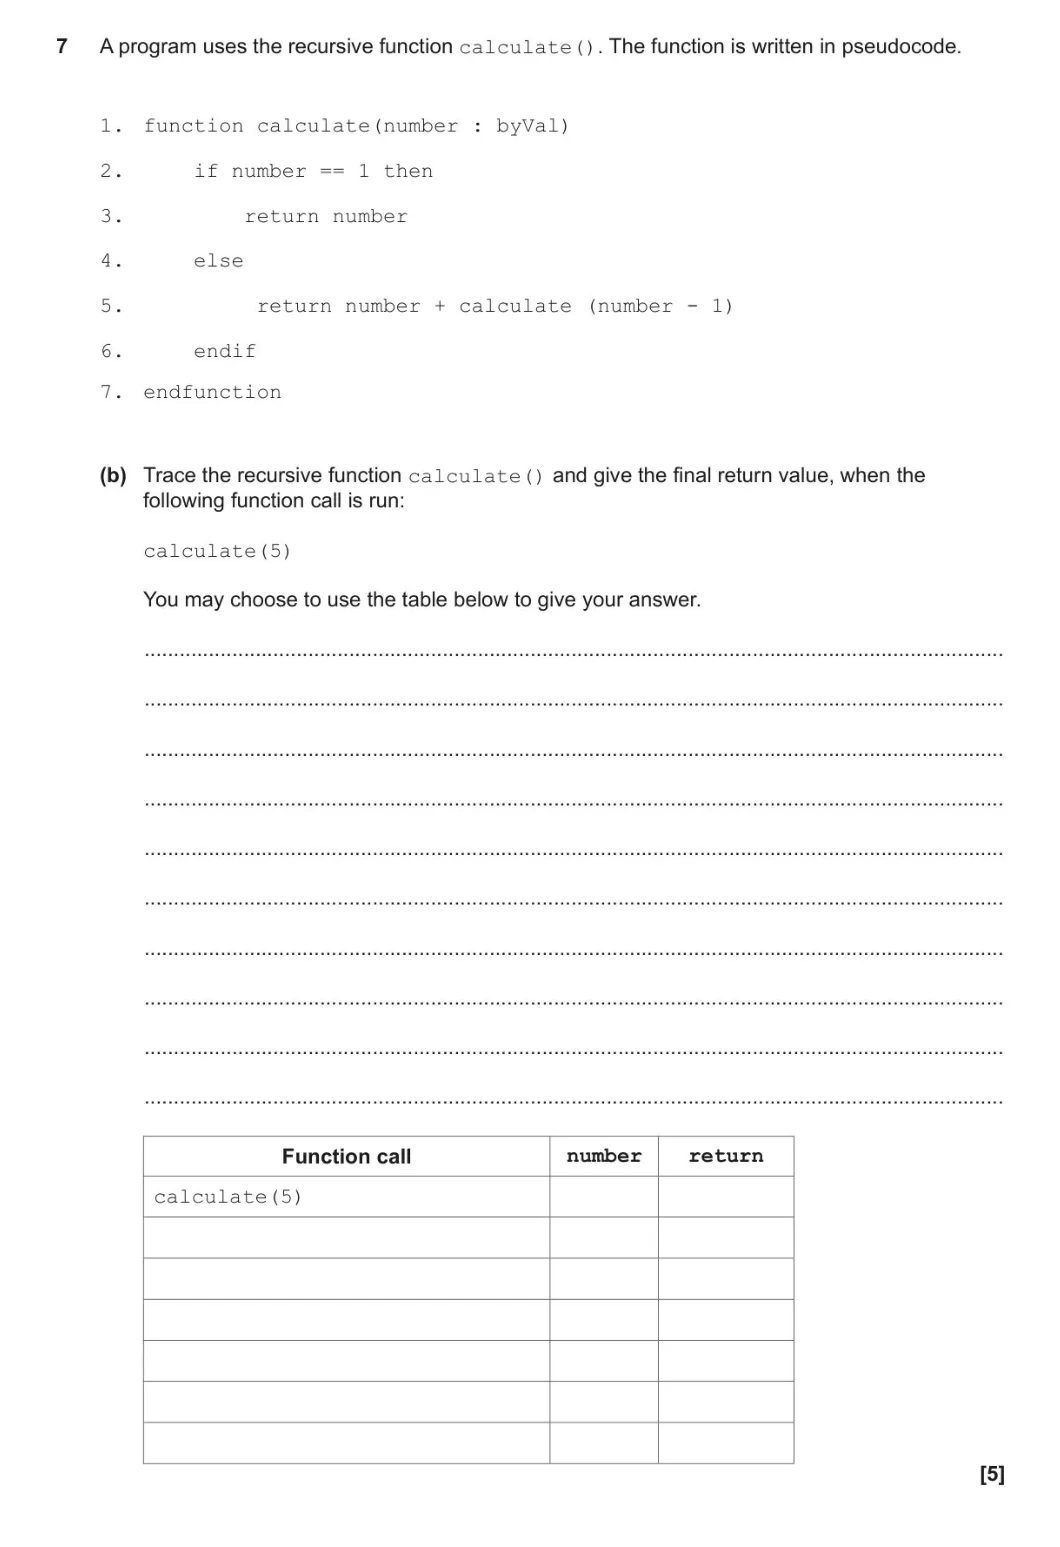 7 A program uses the recursive function calculate(). The function is written in pseudocode.
1. function calculate(number : byVal)
2. if number == 1 then
3. return number
4. else
5. return number + calculate (number - 1)
6. endif
7. endfunction
(b) Trace the recursive function calculate() and give the final return value, when the
following function call is run:
calculate(5)
You may choose to use the table below to give your answer.
Function call number return
calculate(5)
[5]